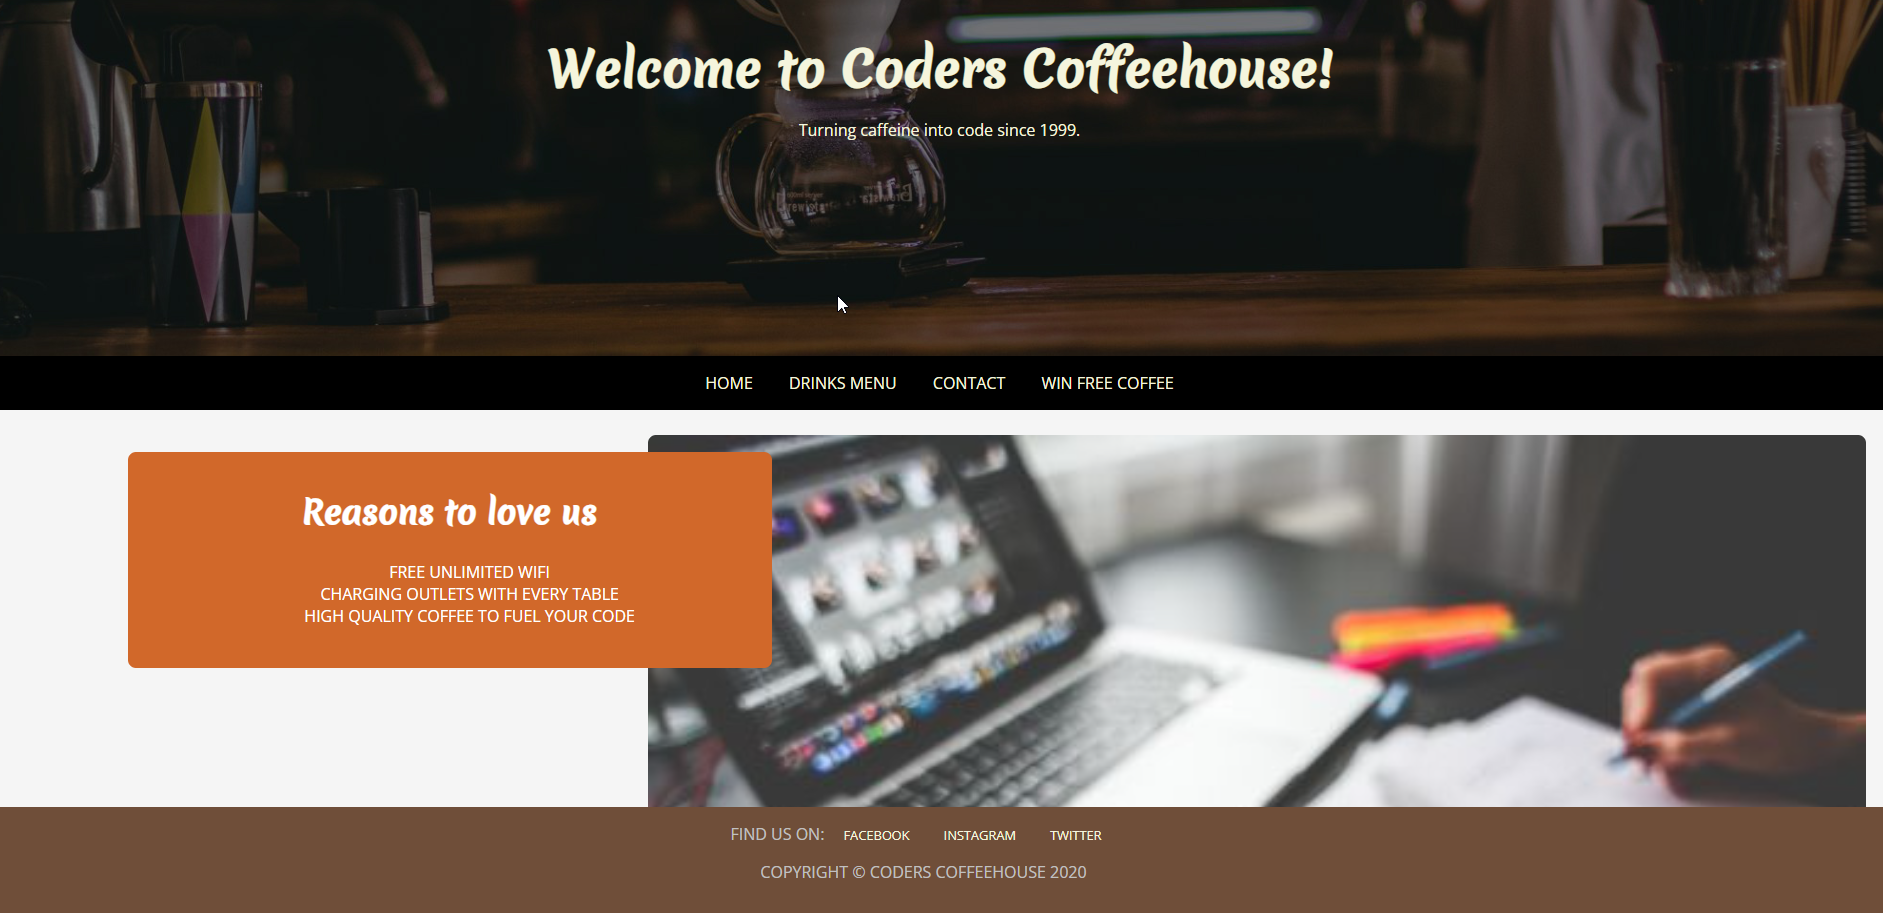 Welcome to Coders Coffeehouse!
Turning caffeine into code since 1999.
HOME DRINKS MENU CONTACT WIN FREE COFFEE
Reasons to love us
FREE UNLIMITED WIFI
CHARGING OUTLETS WITH EVERY TABLE
HIGH QUALITY COFFEE TO FUEL YOUR CODE
FIND US ON: FACEBOOK INSTAGRAM TWITTER
COPYRIGHT © CODERS COFFEEHOUSE 2020